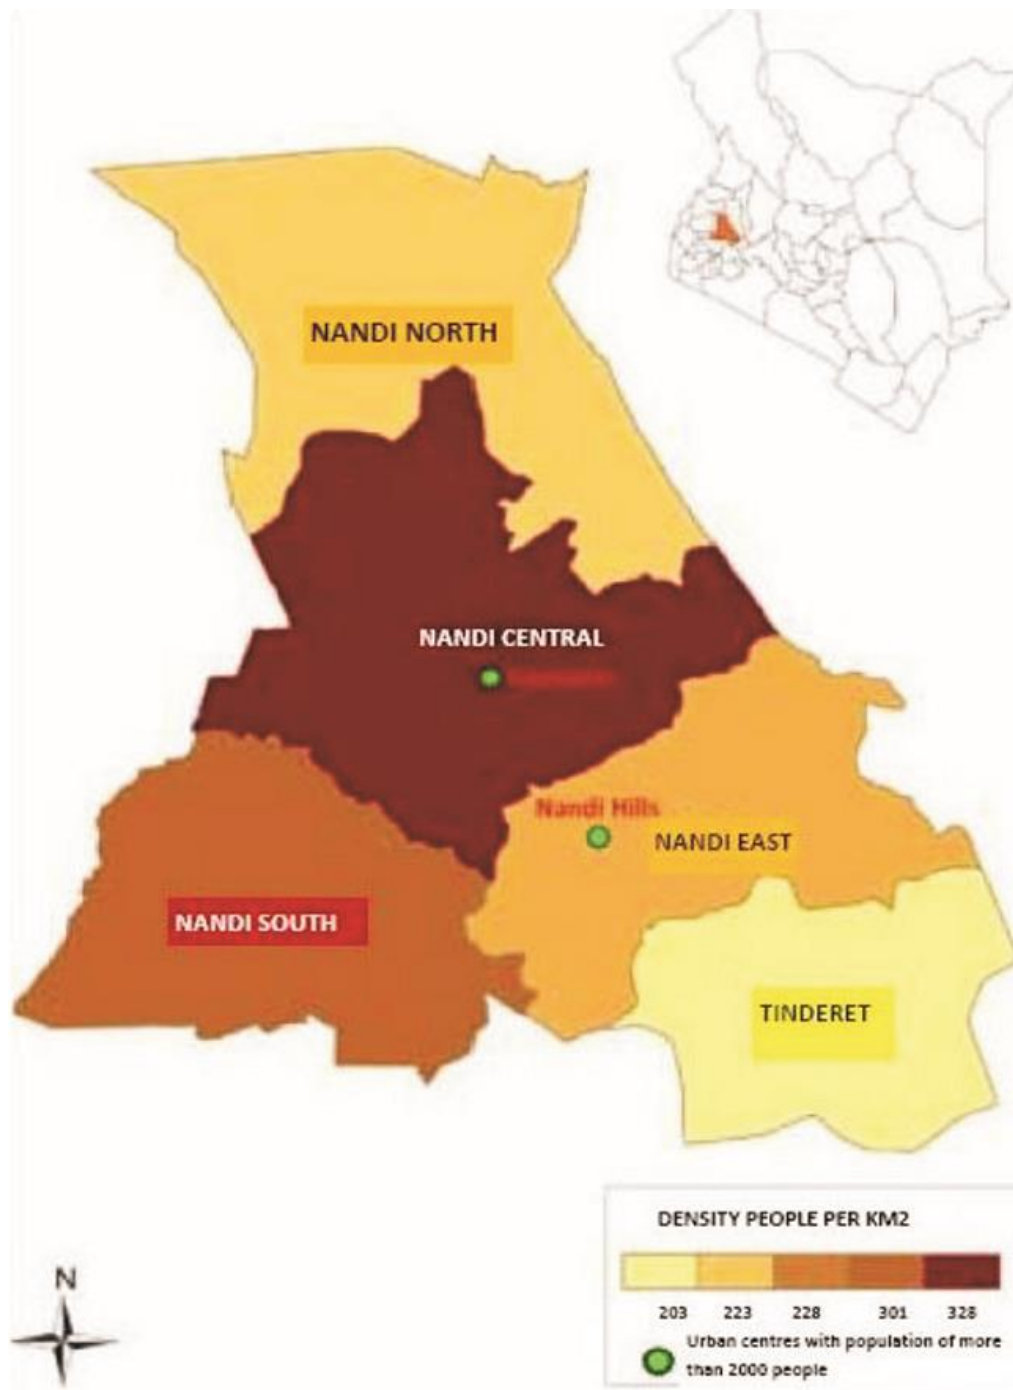 NANDI NORTH
NANDI CENTRAL
Nandi Hills
NANDI EAST
NANDI SOUTH
TINDERET
DENSITY PEOPLE PER KM2
203 223 228 301 328
Urban centres with population of more
than 2000 people
N